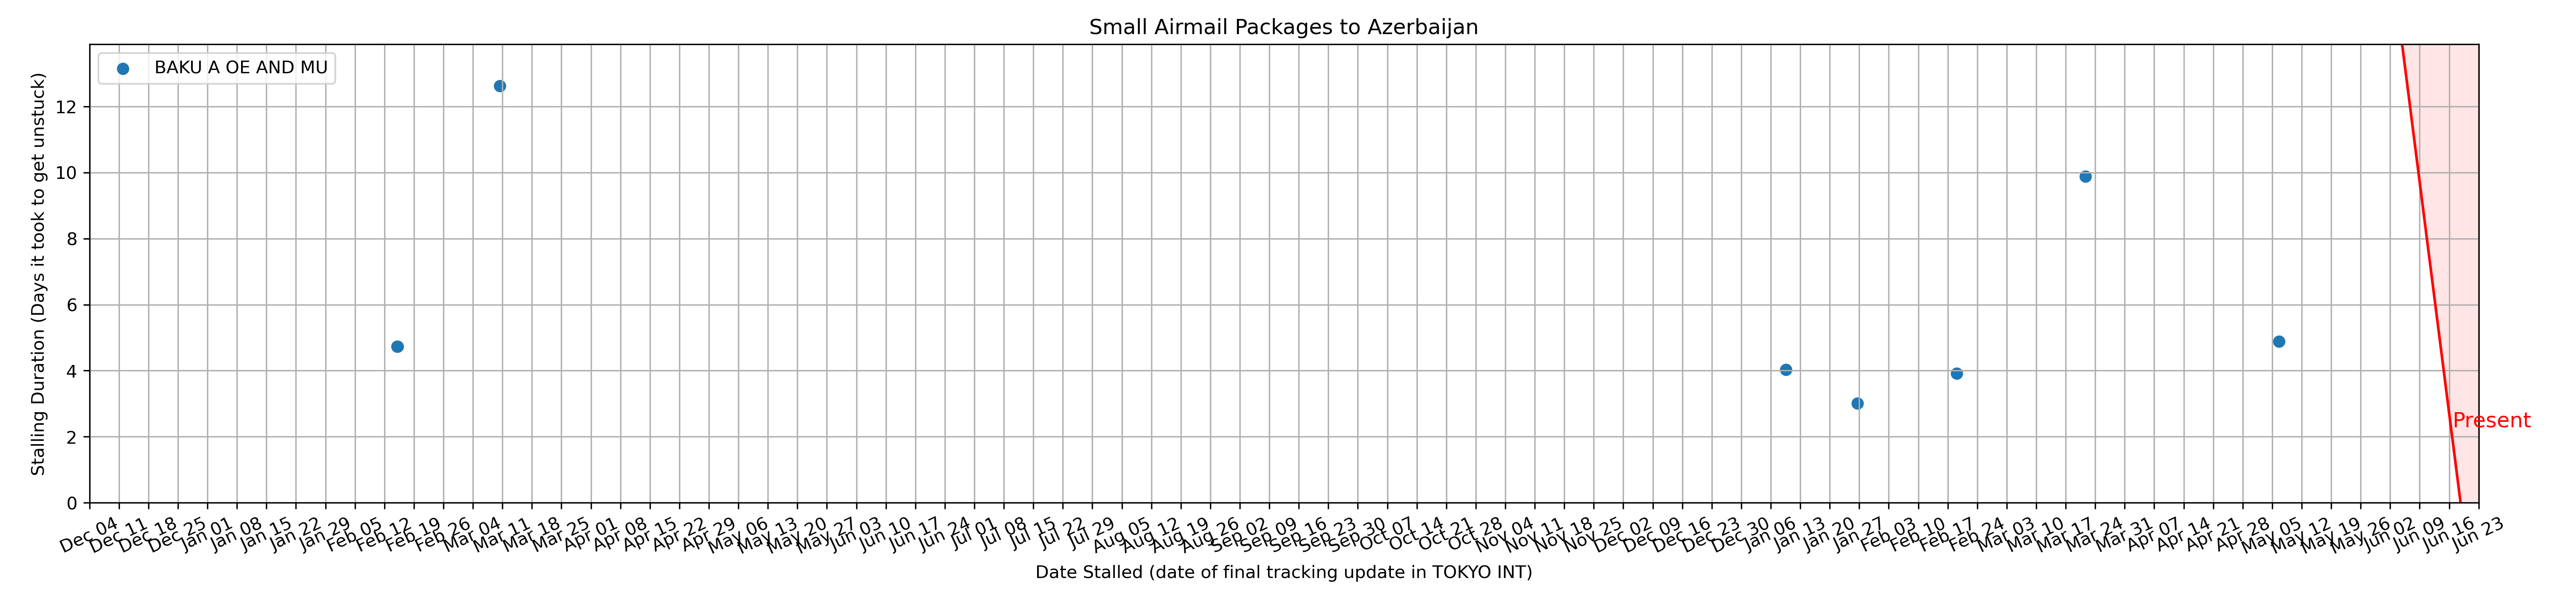 Small Airmail Packages to Azerbaijan
BAKU A OE AND MU
Stalling Duration (Days it took to get unstuck)
12
10
8
6
4
2
0
Present
Dec 04
Dec 11
Dec 18
Dec 25
Jan 01
Jan 08
Jan 15
Jan 22
Jan 29
Feb 05
Feb 12
Feb 19
Feb 26
Mar 04
Mar 11
Mar 18
Mar 25
Apr 01
Apr 08
Apr 15
Apr 22
Apr 29
May 06
May 13
May 20
May 27
Jun 03
Jun 10
Jun 17
Jun 24
Jul 01
Jul 08
Jul 15
Jul 22
Jul 29
Aug 05
Aug 12
Aug 19
Aug 26
Sep 02
Sep 09
Sep 16
Sep 23
Sep 30
Oct 07
Oct 14
Oct 21
Oct 28
Nov 04
Nov 11
Nov 18
Nov 25
Dec 02
Dec 09
Dec 16
Dec 23
Dec 30
Jan 06
Jan 13
Jan 20
Jan 27
Feb 03
Feb 10
Feb 17
Feb 24
Mar 03
Mar 10
Mar 17
Mar 24
Mar 31
Apr 07
Apr 14
Apr 21
Apr 28
May 05
May 12
May 19
May 26
Jun 02
Jun 09
Jun 16
Jun 23
Date Stalled (date of final tracking update in TOKYO INT)